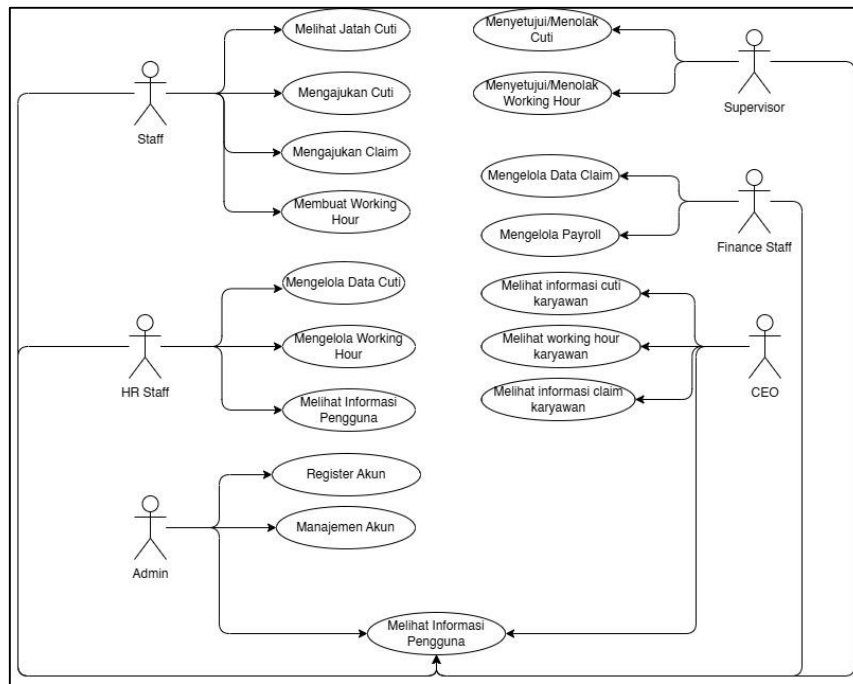 Melihat Jatah Cuti
Mengajukan Cuti
Mengajukan Claim
Membuat Working
Hour
Staff
Menyetujui/Menolak
Cuti
Menyetujui/Menolak
Working Hour
Supervisor
Mengelola Data Claim
Mengelola Payroll
Finance Staff
Mengelola Data Cuti
Mengelola Working
Hour
Melihat Informasi
Pengguna
HR Staff
Melihat informasi cuti
karyawan
Melihat working hour
karyawan
Melihat informasi claim
karyawan
CEO
Register Akun
Manajemen Akun
Admin
Melihat Informasi
Pengguna